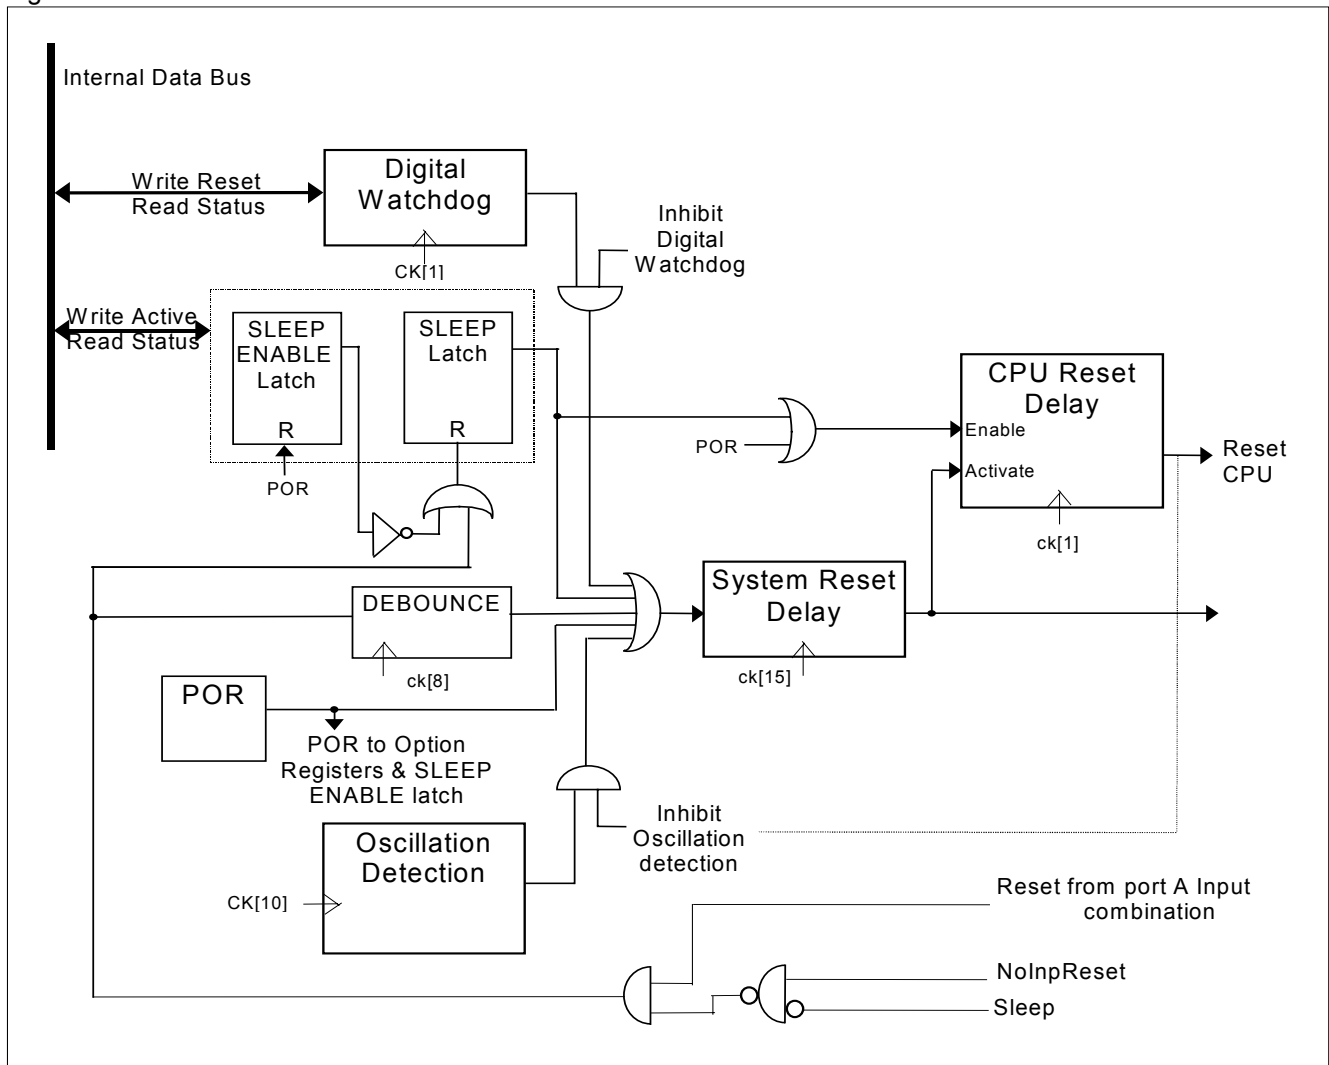 Internal Data Bus
Digital
Watchdog
Write Reset
Read Status
CK[1]
Inhibit
Digital
Watchdog
Write Active
Read Status
SLEEP
ENABLE
Latch
R
SLEEP
Latch
R
POR
POR
CPU Reset
Delay
Enable
Activate
ck[1]
Reset
CPU
DEBOUNCE
ck[8]
System Reset
Delay
ck[15]
POR
POR to Option
Registers & SLEEP
ENABLE latch
Oscillation
Detection
CK[10]
Inhibit
Oscillation
detection
Reset from port A Input
combination
NoInpReset
Sleep